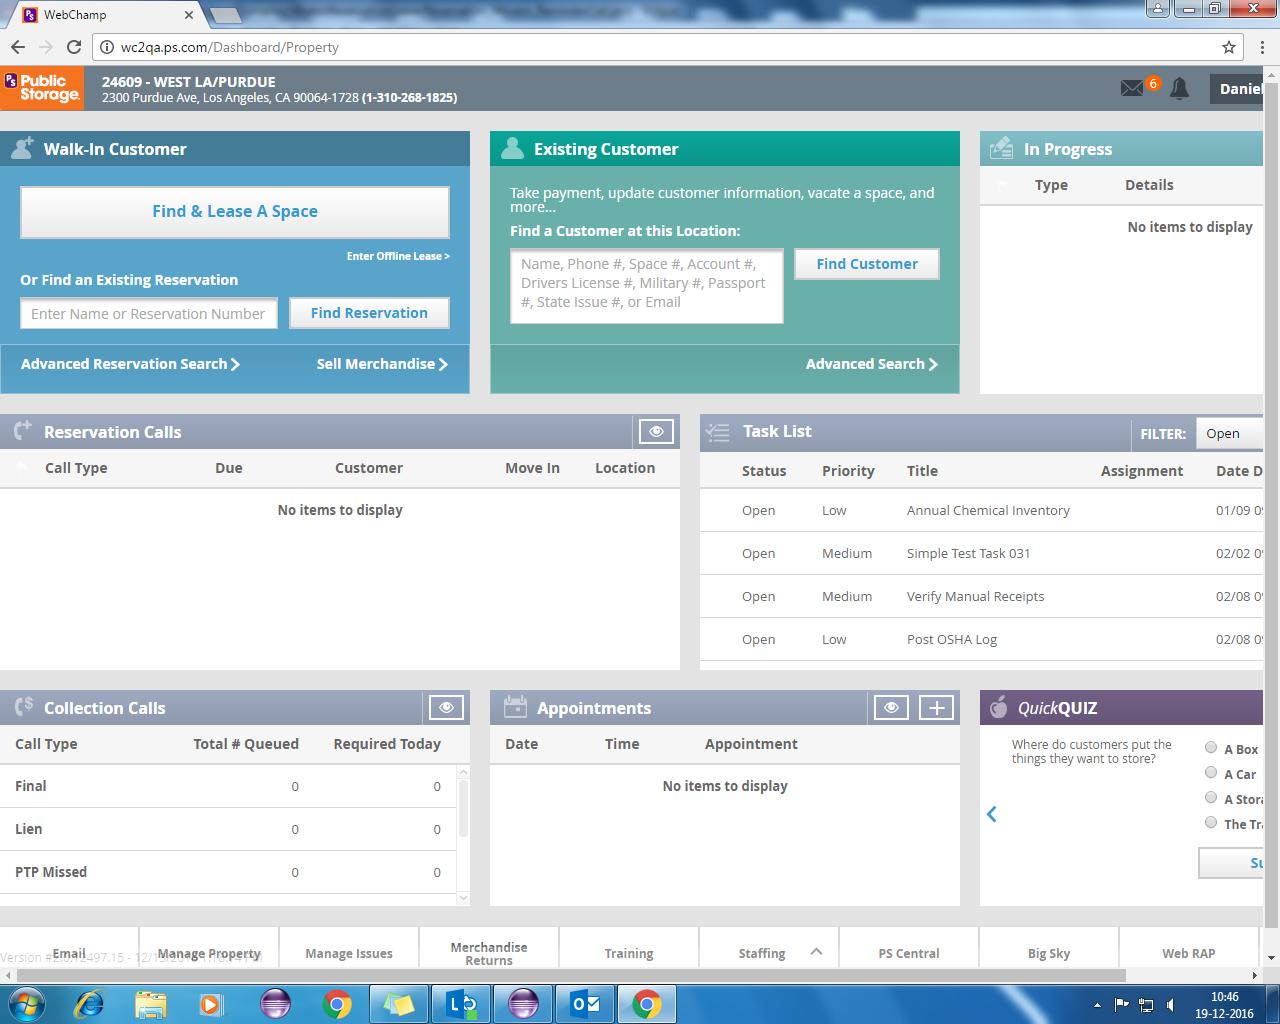 WebChamp
wc2qa.ps.com/Dashboard/Property
PS Public Storage.
24609 - WEST LA/PURDUE
2300 Purdue Ave, Los Angeles, CA 90064-1728 (1-310-268-1825)
6
Daniel
Walk-In Customer
Find & Lease A Space
Enter Offline Lease >
Or Find an Existing Reservation
Enter Name or Reservation Number
Find Reservation
Advanced Reservation Search
Sell Merchandise
Existing Customer
Take payment, update customer information, vacate a space, and
more...
Find a Customer at this Location:
Name, Phone #, Space #, Account #,
Drivers License #, Military #, Passport
#, State Issue #, or Email
Find Customer
Advanced Search
In Progress
Type Details
No items to display
Reservation Calls
Call Type Due Customer Move In Location
No items to display
Task List
FILTER: Open
Status Priority Title Assignment Date D
Open Low Annual Chemical Inventory 01/09 0
Open Medium Simple Test Task 031 02/02 0
Open Medium Verify Manual Receipts 02/08 0
Open Low Post OSHA Log 02/08 0
Collection Calls
Call Type Total # Queued Required Today
Final 0 0
Lien 0 0
PTP Missed 0 0
Appointments
Date Time Appointment
No items to display
QuickQUIZ
Where do customers put the
things they want to store?
A Box
A Car
A Stora
The Tra
Su
Email
Manage Property
Manage Issues
Merchandise
Returns
Training
Staffing
PS Central
Big Sky
Web RAP
10:46
19-12-2016